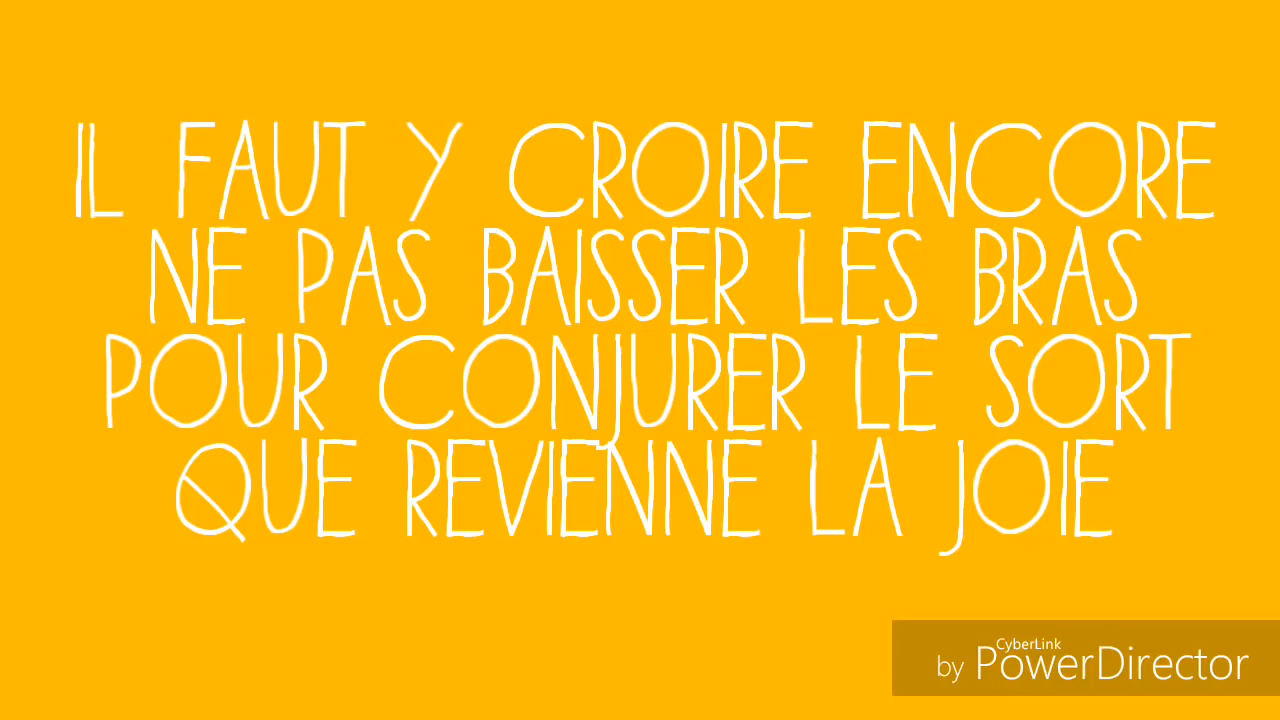 IL FAUT Y CROIRE ENCORE
NE PAS BAISSER LES BRAS
POUR CONJURER LE SORT
QUE REVIENNE LA JOIE
CyberLink
by PowerDirector